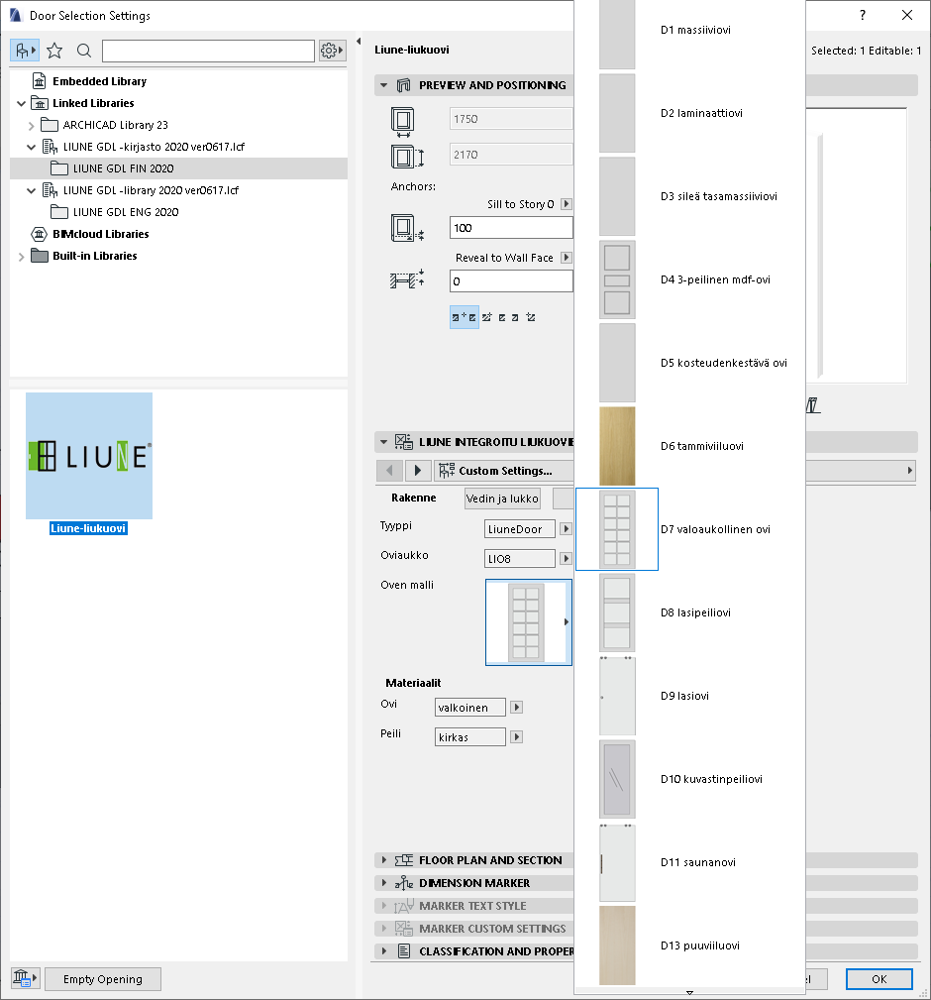 Door Selection Settings
?
Embedded Library
Linked Libraries
ARCHICAD Library 23
LIUNE GDL -kirjasto 2020 ver0617.lcf
LIUNE GDL FIN 2020
LIUNE GDL -library 2020 ver0617.lcf
LIUNE GDL ENG 2020
BIMcloud Libraries
Built-in Libraries
LIUNE®
Liune-liukuovi
Empty Opening
Liune-liukuovi
Selected: 1 Editable: 1
PREVIEW AND POSITIONING
1750
2170
Anchors:
Sill to Story 0
100
Reveal to Wall Face
0
LIUNE INTEGROITU LIUKUOVI
Custom Settings...
Rakenne
Vedin ja lukko
Tyyppi
LiuneDoor
Oviaukko
LIO8
Oven malli
Materiaalit
Ovi
valkoinen
Peili
kirkas
FLOOR PLAN AND SECTION
DIMENSION MARKER
MARKER TEXT STYLE
MARKER CUSTOM SETTINGS
CLASSIFICATION AND PROPER
D1 massiiviovi
D2 laminaattiovi
D3 sileä tasamassiiviovi
D4 3-peilinen mdf-ovi
D5 kosteudenkestävä ovi
D6 tammiviiluovi
D7 valoaukollinen ovi
D8 lasipeiliovi
D9 lasiovi
D10 kuvastinpeiliovi
D11 saunanovi
D13 puuviiluovi
OK